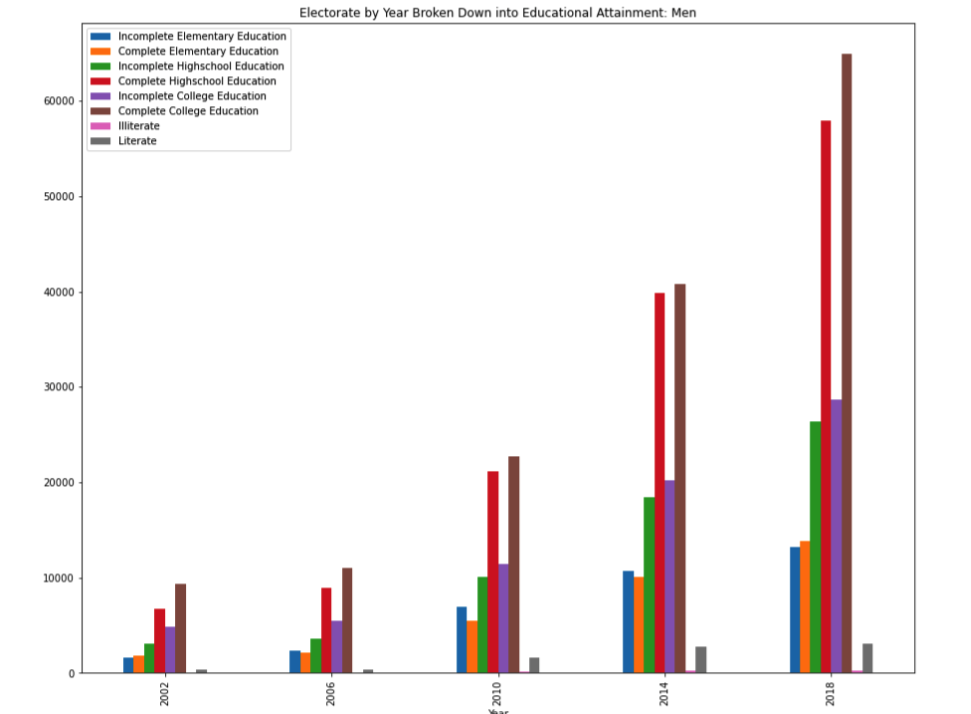 Electorate by Year Broken Down into Educational Attainment: Men
Incomplete Elementary Education
Complete Elementary Education
Incomplete Highschool Education
Complete Highschool Education
Incomplete College Education
Complete College Education
Illiterate
Literate
60000
50000
40000
30000
20000
10000
0
2002
2006
2010
2014
2018
Year